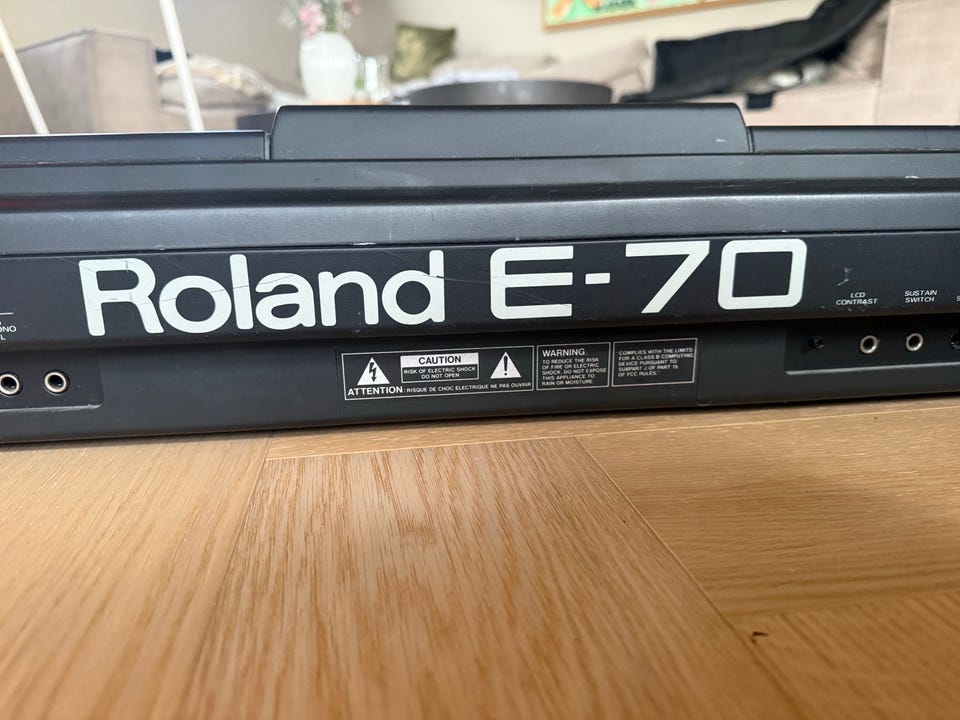 Roland E-70
LCD
CONTRAST
SUSTAIN
SWITCH
CAUTION
RISK OF ELECTRIC SHOCK
DO NOT OPEN
ATTENTION: RISQUE DE CHOC ELECTRIQUE NE PAS OUVRIR
WARNING:
TO REDUCE THE RISK
OF FIRE OR ELECTRIC
SHOCK, DO NOT EXPOSE
THIS APPLIANCE TO
RAIN OR MOISTURE.
COMPLIES WITH THE LIMITS
FOR A CLASS B COMPUTING
DEVICE PURSUANT TO
SUBPART J OF PART 15
OF FCC RULES.